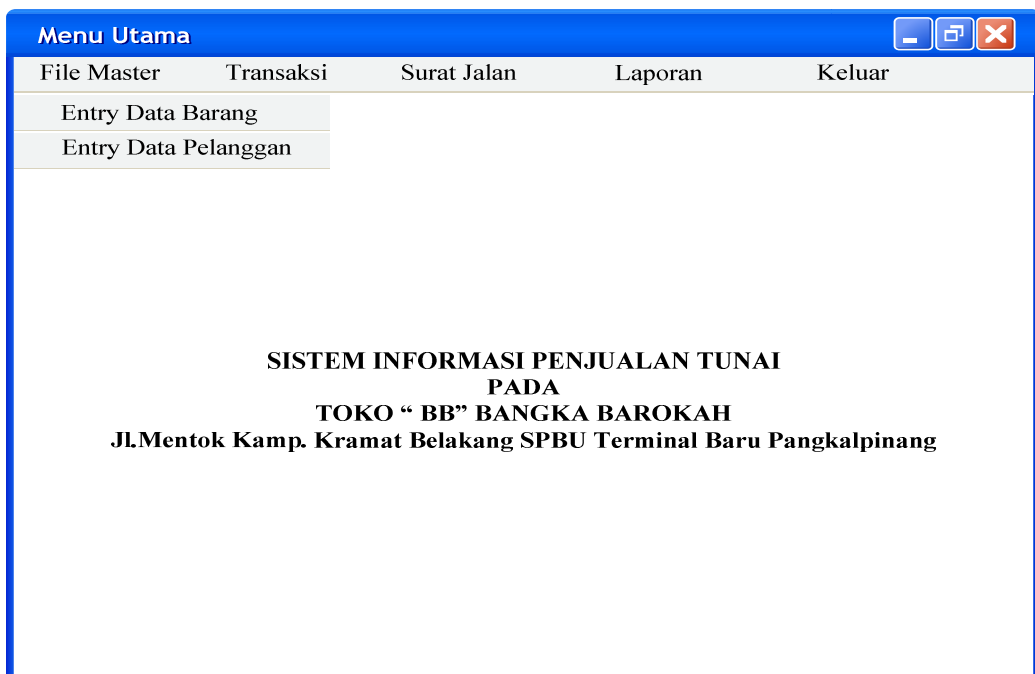 Menu Utama
File Master Transaksi Surat Jalan Laporan Keluar
Entry Data Barang
Entry Data Pelanggan
SISTEM INFORMASI PENJUALAN TUNAI
PADA
TOKO “ BB” BANGKA BAROKAH
Jl.Mentok Kamp. Kramat Belakang SPBU Terminal Baru Pangkalpinang